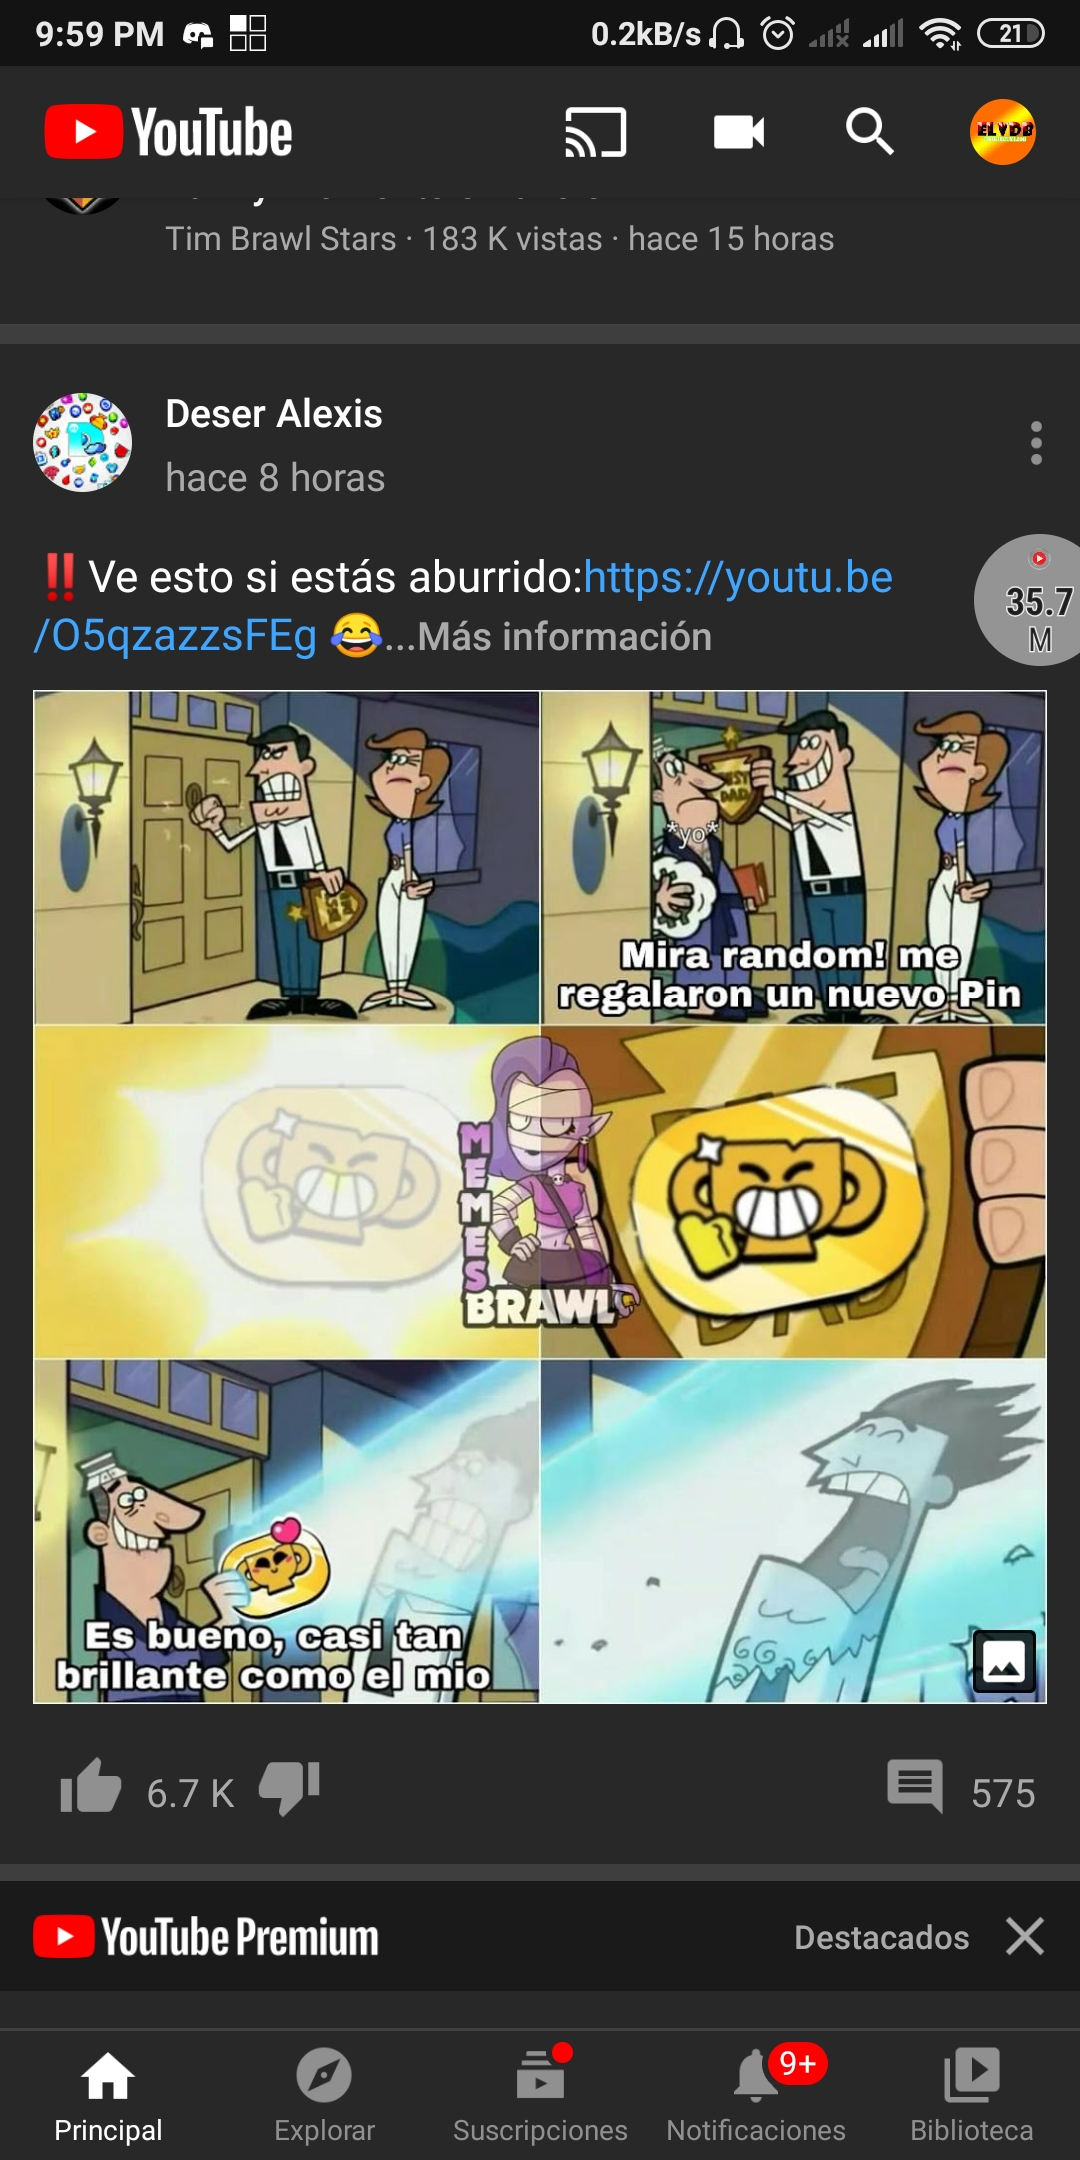 9:59 PM
0.2kB/s
21
YouTube
ELVDB
Tim Brawl Stars · 183 K vistas · hace 15 horas
Deser Alexis
hace 8 horas
‼️Ve esto si estás aburrido:https://youtu.be
/O5qzazzsFEg 😂...Más información
35.7
M
BEST
DAD
*yo*
Mira random! me
regalaron un nuevo Pin
MEMES
BRAWL
DAD
Es bueno, casi tan
brillante como el mio
6.7 K
575
YouTube Premium
Destacados
9+
Principal
Explorar
Suscripciones
Notificaciones
Biblioteca